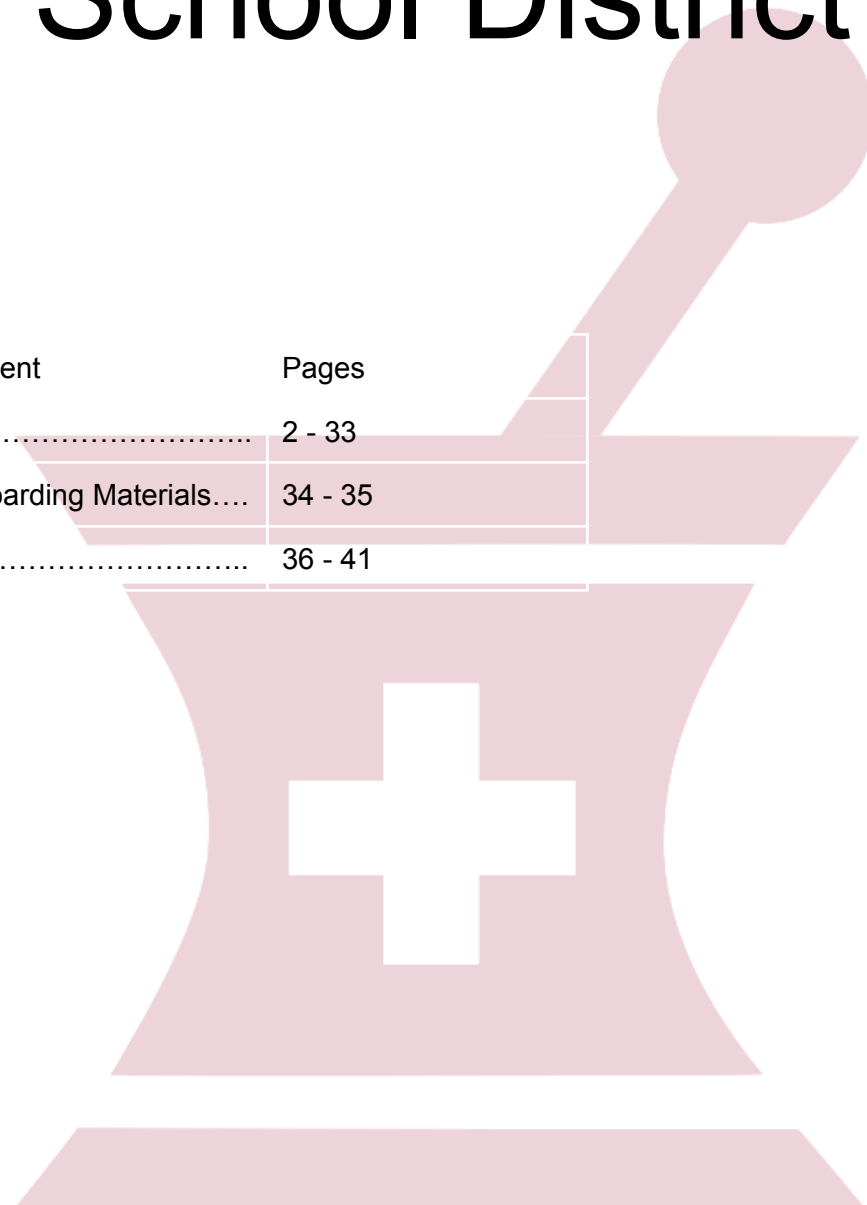 School District
ent Pages
……………………….. 2 - 33
arding Materials…. 34 - 35
……………………….. 36 - 41